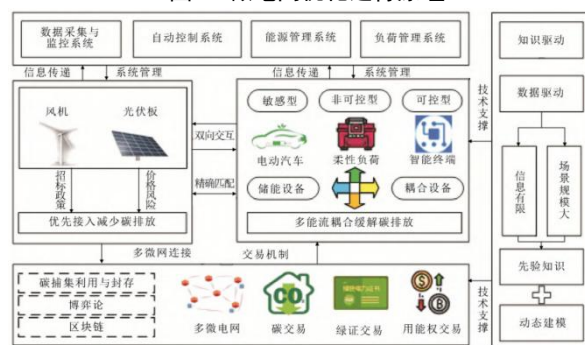 数据采集与
监控系统
自动控制系统
能源管理系统
负荷管理系统
信息传递
系统管理
信息传递
系统管理
风机
光伏板
招标政策
价格风险
优先接入减少碳排放
双向交互
精确匹配
敏感型
非可控型
可控型
电动汽车
柔性负荷
智能终端
储能设备
耦合设备
多能流耦合缓解碳排放
技术支撑
多微网连接
交易机制
碳捕集利用与封存
博弈论
区块链
多微电网
CO₂
碳交易
绿证交易
用能权交易
技术支撑
知识驱动
数据驱动
信息有限
场景规模大
先验知识
动态建模